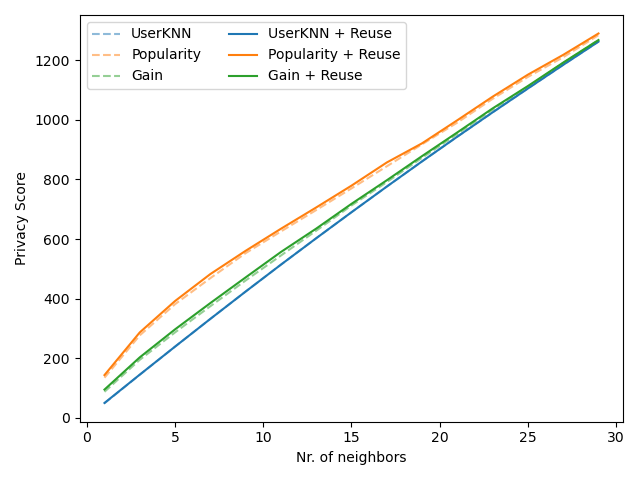 UserKNN
Popularity
Gain
UserKNN + Reuse
Popularity + Reuse
Gain + Reuse
Privacy Score
1200
1000
800
600
400
200
0
0 5 10 15 20 25 30
Nr. of neighbors